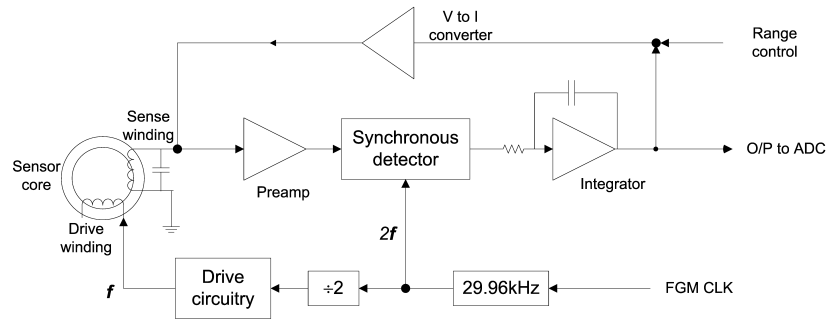 V to I
converter
Range
control
Sense
winding
Synchronous
detector
Sensor
core
O/P to ADC
Preamp
Integrator
Drive
winding
2f
f
Drive
circuitry
÷2
29.96kHz
FGM CLK